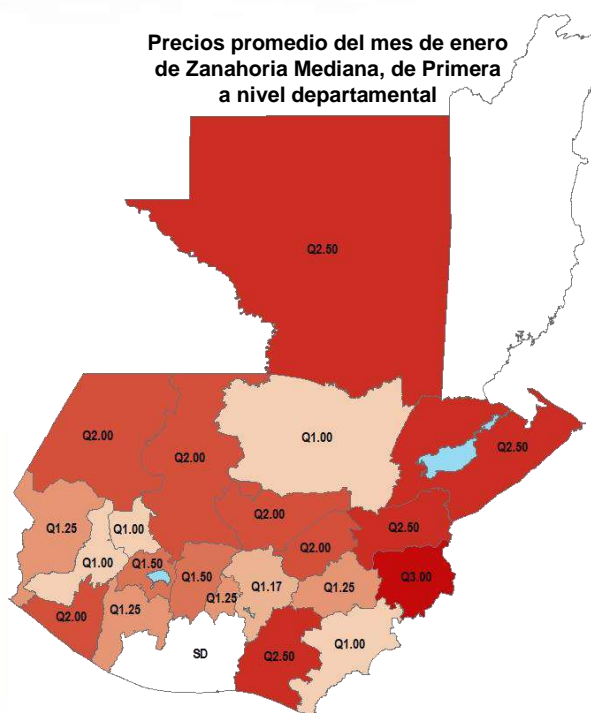 Precios promedio del mes de enero
de Zanahoria Mediana, de Primera
a nivel departamental
Q2.50
Q2.00
Q2.00
Q1.00
Q2.50
Q1.25
Q1.00
Q2.00
Q2.50
Q1.00
Q1.50
Q1.50
Q2.00
Q3.00
Q2.00
Q1.25
Q1.25
Q1.17
Q1.25
SD
Q2.50
Q1.00